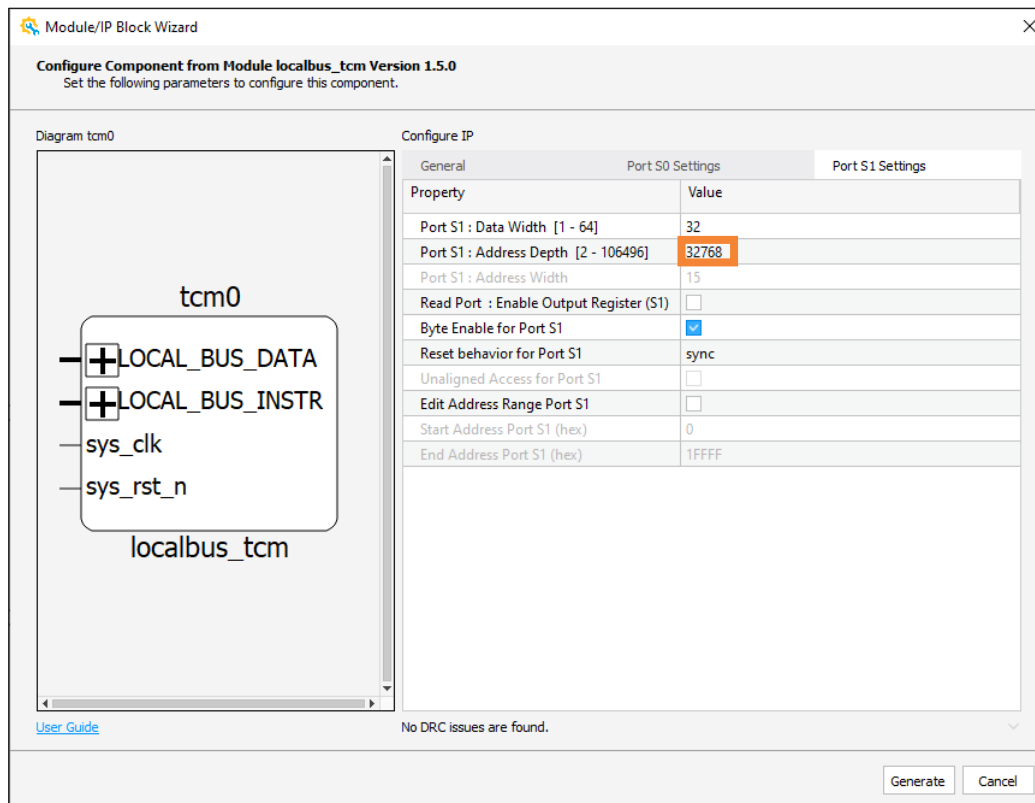 Module/IP Block Wizard
Configure Component from Module localbus_tcm Version 1.5.0
Set the following parameters to configure this component.
Diagram tcm0
tcm0
LOCAL_BUS_DATA
LOCAL_BUS_INSTR
sys_clk
sys_rst_n
localbus_tcm
User Guide
Configure IP
General Port S0 Settings Port S1 Settings
Property Value
Port S1 : Data Width [1 - 64] 32
Port S1 : Address Depth [2 - 106496] 32768
Port S1 : Address Width 15
Read Port : Enable Output Register (S1)
Byte Enable for Port S1
Reset behavior for Port S1 sync
Unaligned Access for Port S1
Edit Address Range Port S1
Start Address Port S1 (hex) 0
End Address Port S1 (hex) 1FFFF
No DRC issues are found.
Generate Cancel